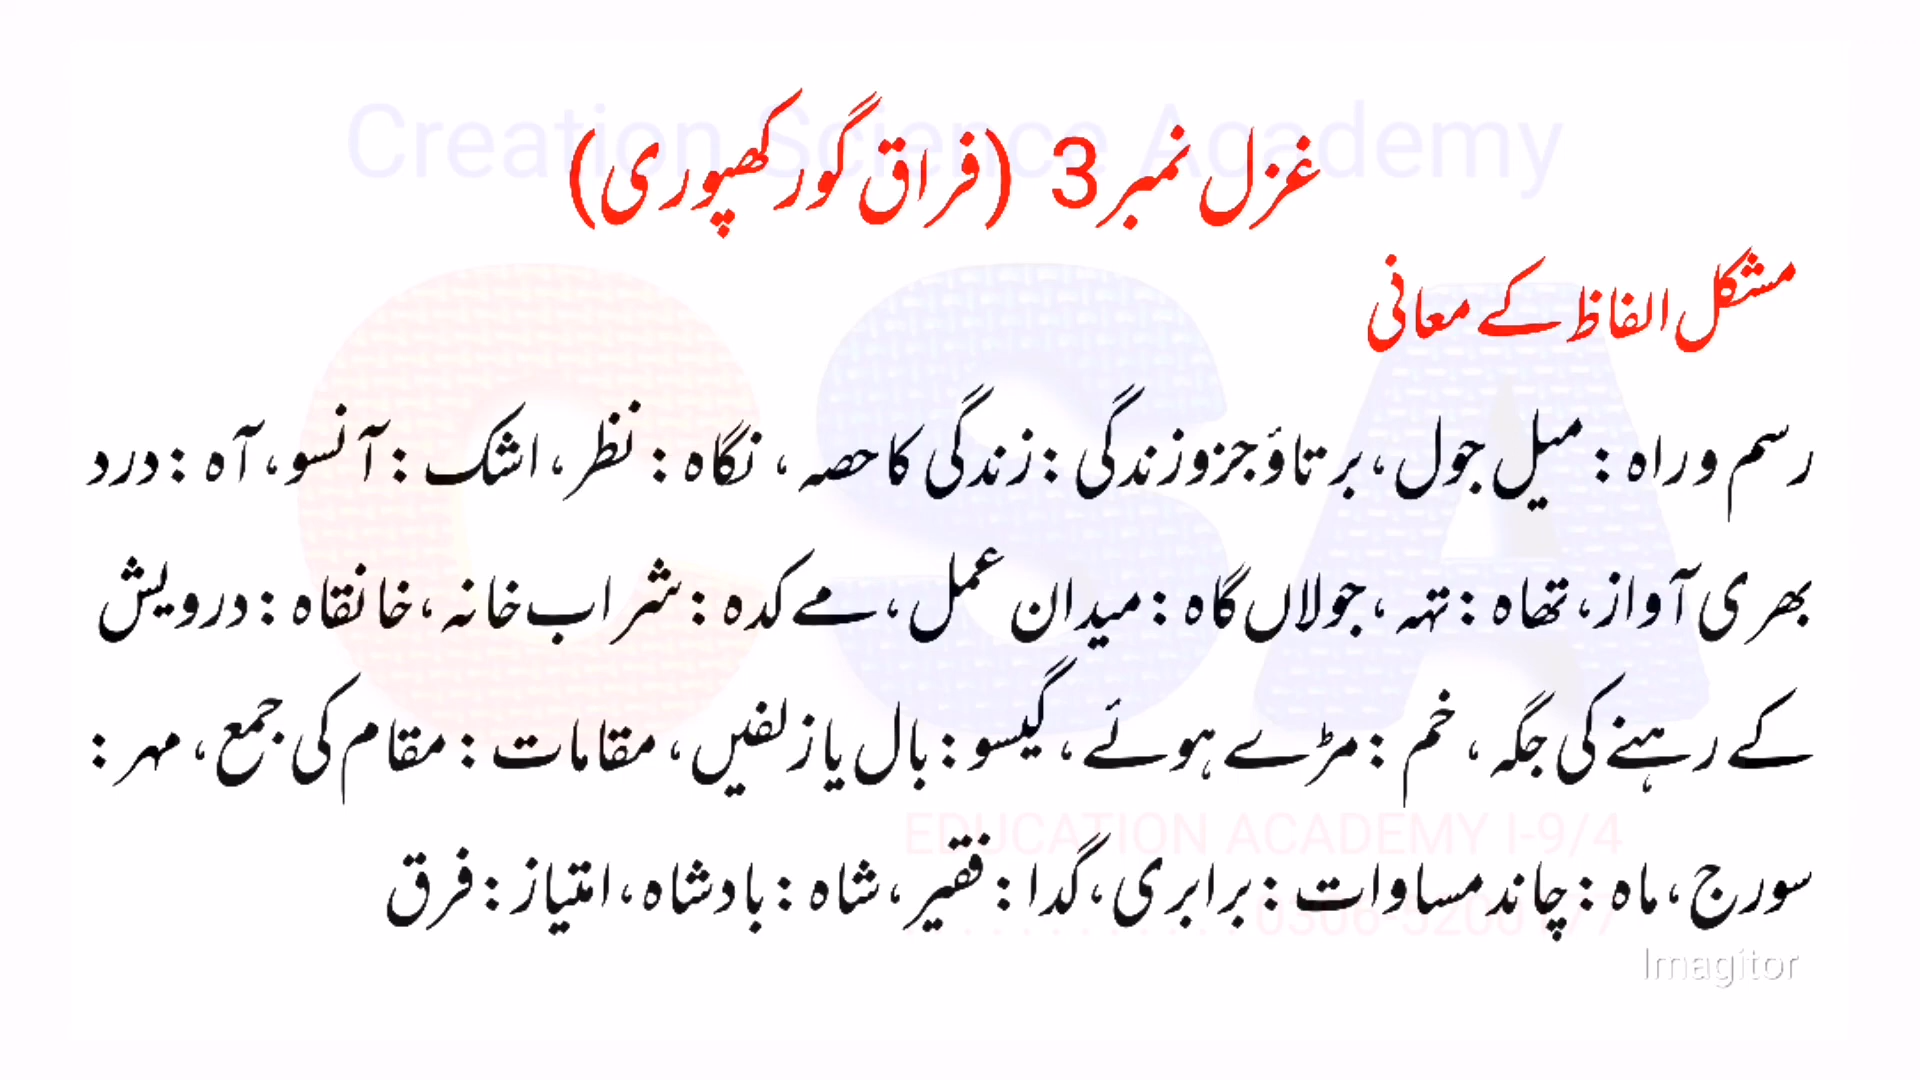 Creation Science Academy
غزل نمبر 3 (فراق گورکھپوری)
مشکل الفاظ کے معانی
رسم و راہ : میل جول، برتاؤ جزو زندگی : زندگی کا حصہ ، نگاہ : نظر ، اشک : آنسو، آہ : درد
بھری آواز، تھاہ : تہہ ، جولاں گاہ : میدان عمل ، مے کدہ : شراب خانہ ، خانقاہ : درویش
کے رہنے کی جگہ ، خم : مڑے ہوئے ، گیسو : بال یا زلفیں ، مقامات : مقام کی جمع ، مہر :
EDUCATION ACADEMY I-9/4
سورج ، ماہ : چاند مساوات : برابری ، گدا : فقیر ، شاہ : بادشاہ ، امتیاز : فرق
Imagitor